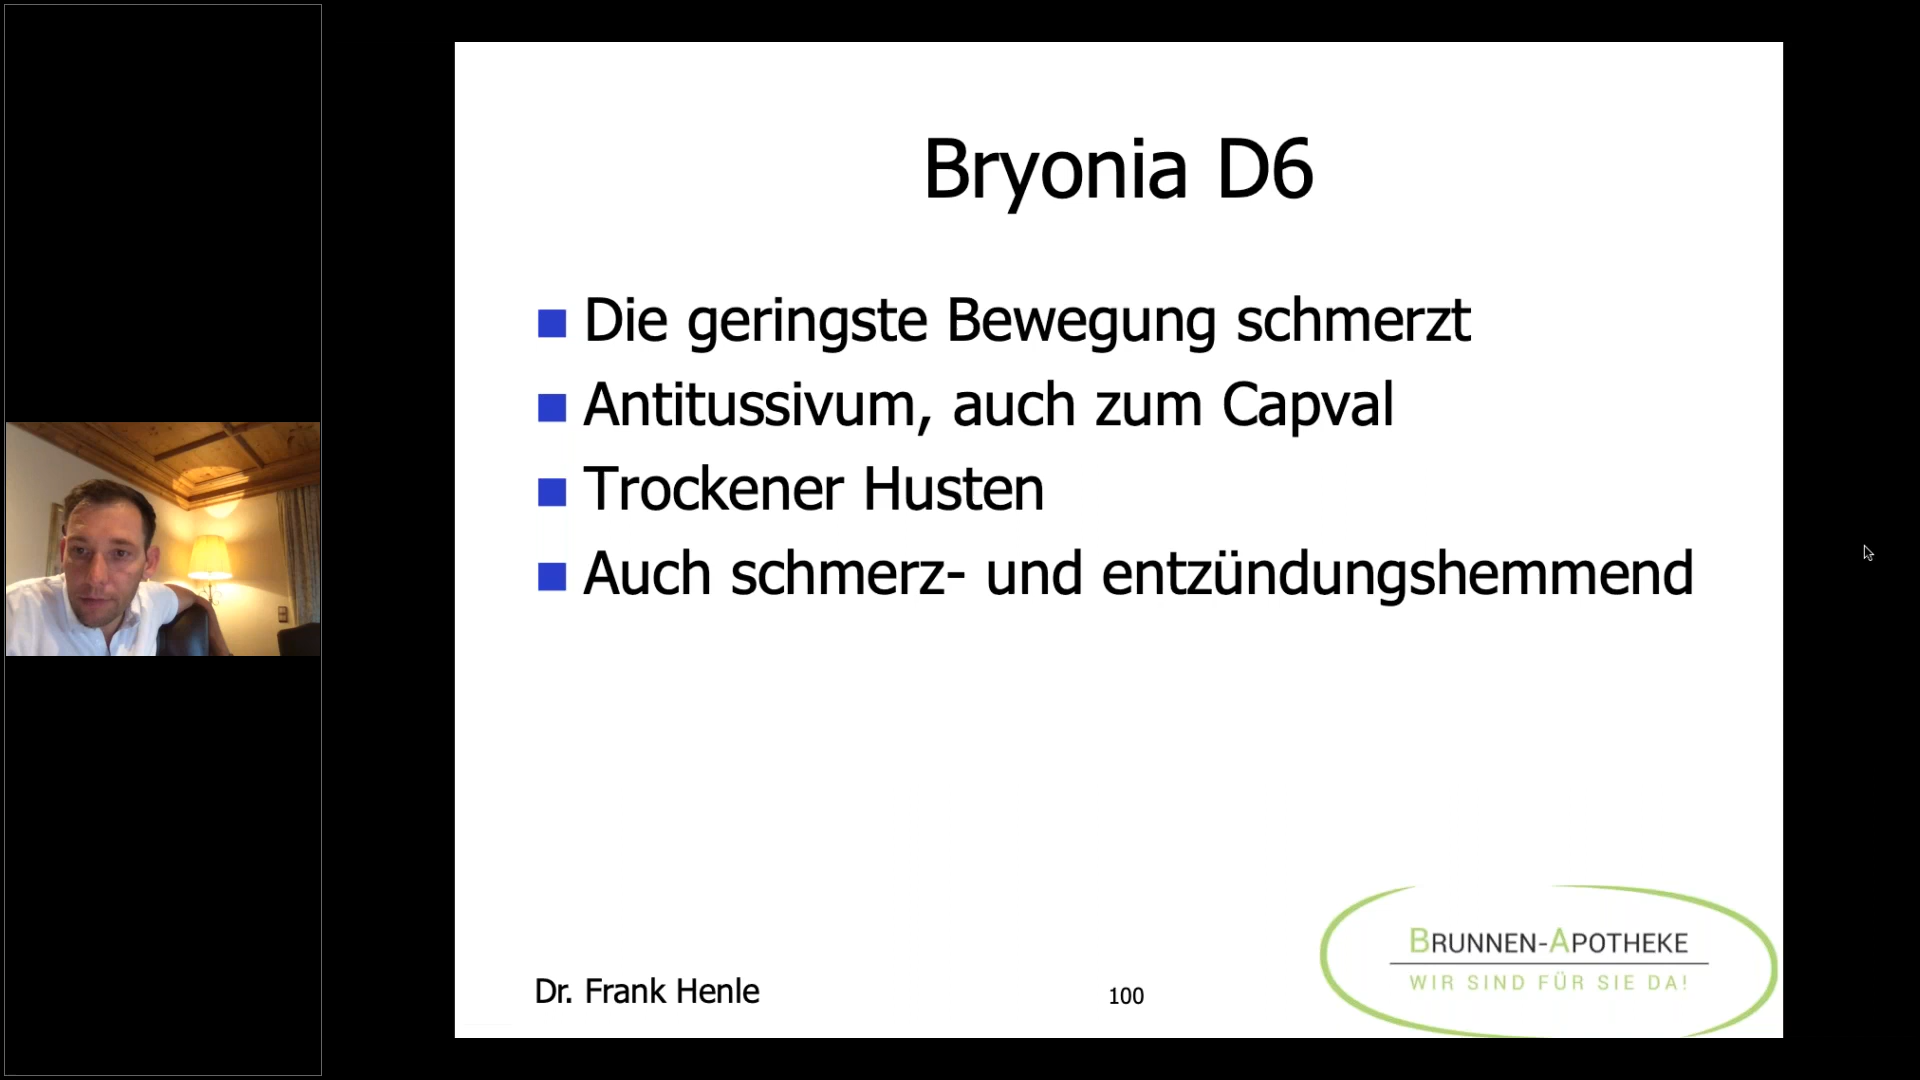 Bryonia D6
Die geringste Bewegung schmerzt
Antitussivum, auch zum Capval
Trockener Husten
Auch schmerz- und entzündungshemmend
Dr. Frank Henle
100
BRUNNEN-APOTHEKE
WIR SIND FÜR SIE DA!